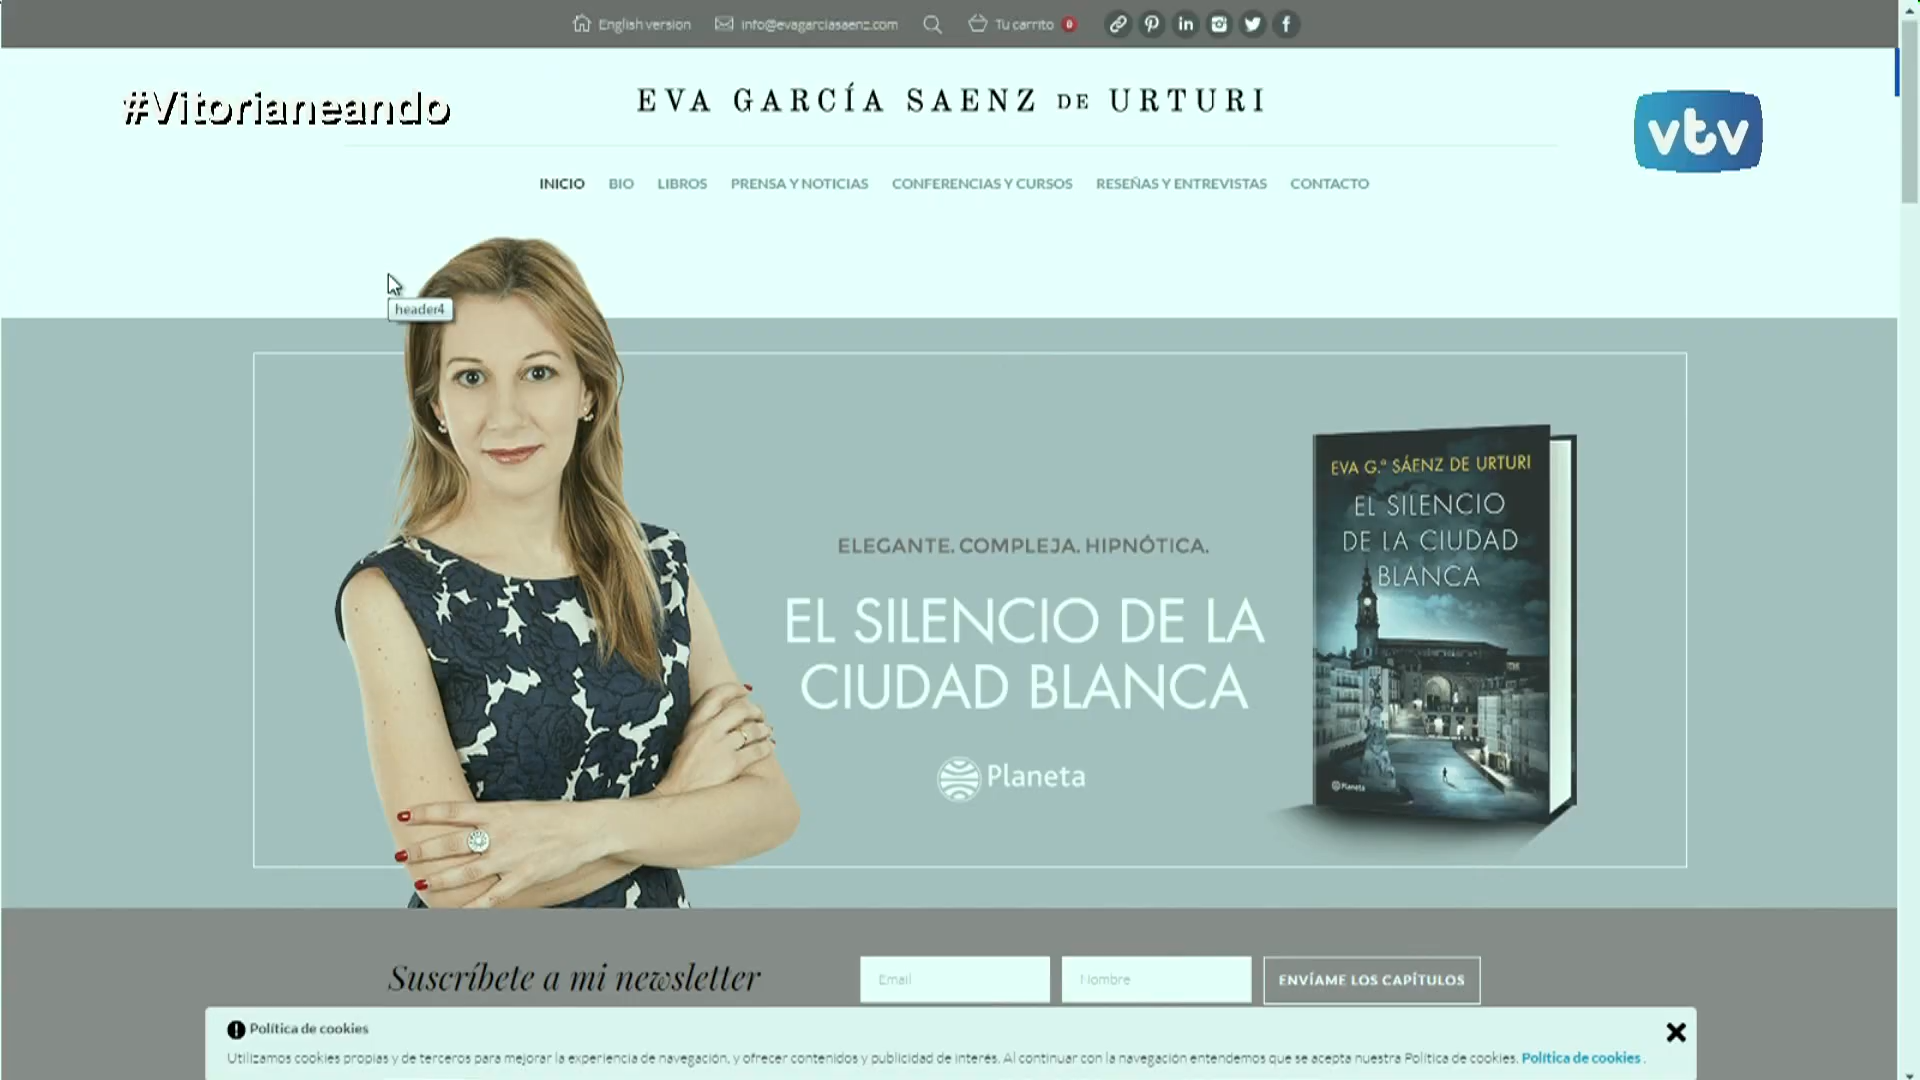 English version info@evagarciasaenz.com Tu carrito 0
#Vitorianeando
EVA GARCÍA SAENZ DE URTURI
vtv
INICIO BIO LIBROS PRENSA Y NOTICIAS CONFERENCIAS Y CURSOS RESEÑAS Y ENTREVISTAS CONTACTO
header4
EVA G.ª SÁENZ DE URTURI
EL SILENCIO
DE LA CIUDAD
BLANCA
Planeta
ELEGANTE. COMPLEJA. HIPNÓTICA.
EL SILENCIO DE LA
CIUDAD BLANCA
Planeta
Suscríbete a mi newsletter
Email Nombre ENVÍAME LOS CAPÍTULOS
Política de cookies
Utilizamos cookies propias y de terceros para mejorar la experiencia de navegación, y ofrecer contenidos y publicidad de interés. Al continuar con la navegación entendemos que se acepta nuestra Política de cookies. Política de cookies.